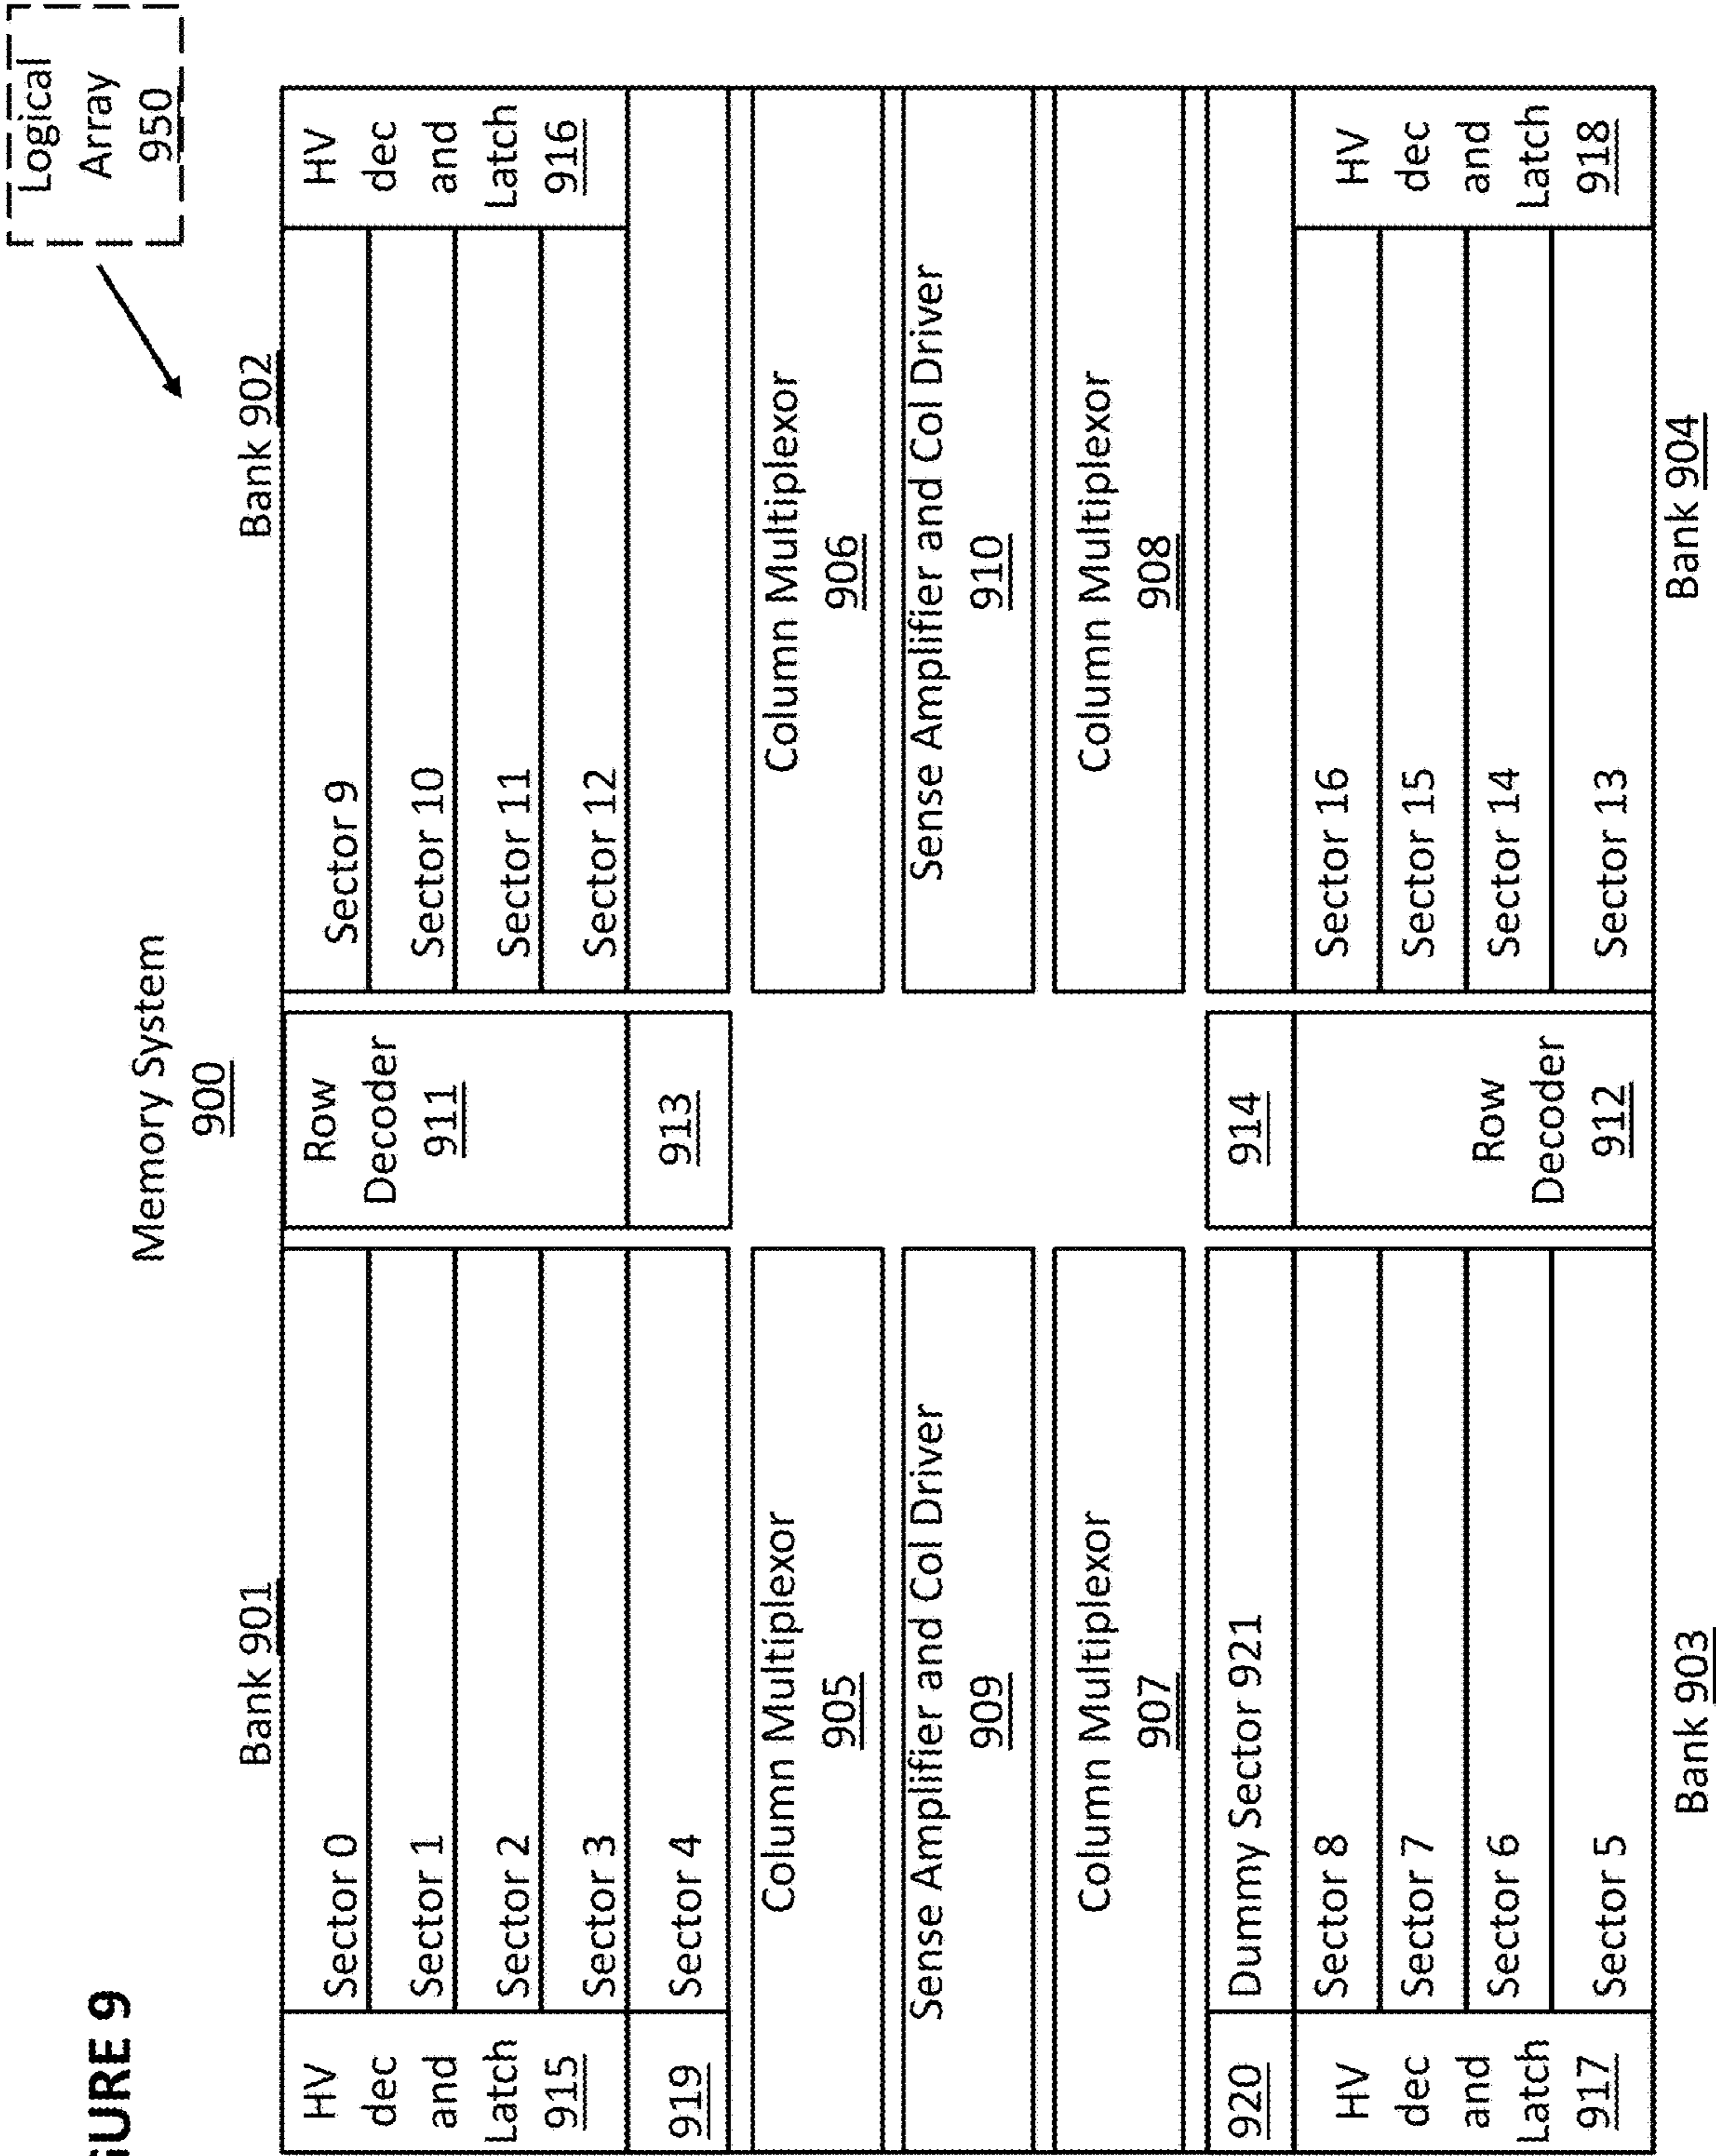 GURE 9
Memory System
900
Logical
Array
950
Bank 901
Bank 902
HV
dec
and
Latch
915
Sector 0
Sector 1
Sector 2
Sector 3
Row
Decoder
911
Sector 9
Sector 10
Sector 11
Sector 12
HV
dec
and
Latch
916
919
Sector 4
913
Column Multiplexor
905
Column Multiplexor
906
Sense Amplifier and Col Driver
909
Sense Amplifier and Col Driver
910
Column Multiplexor
907
Column Multiplexor
908
920
Dummy Sector 921
914
HV
dec
and
Latch
917
Sector 8
Sector 7
Sector 6
Sector 5
Row
Decoder
912
Sector 16
Sector 15
Sector 14
Sector 13
HV
dec
and
Latch
918
Bank 903
Bank 904